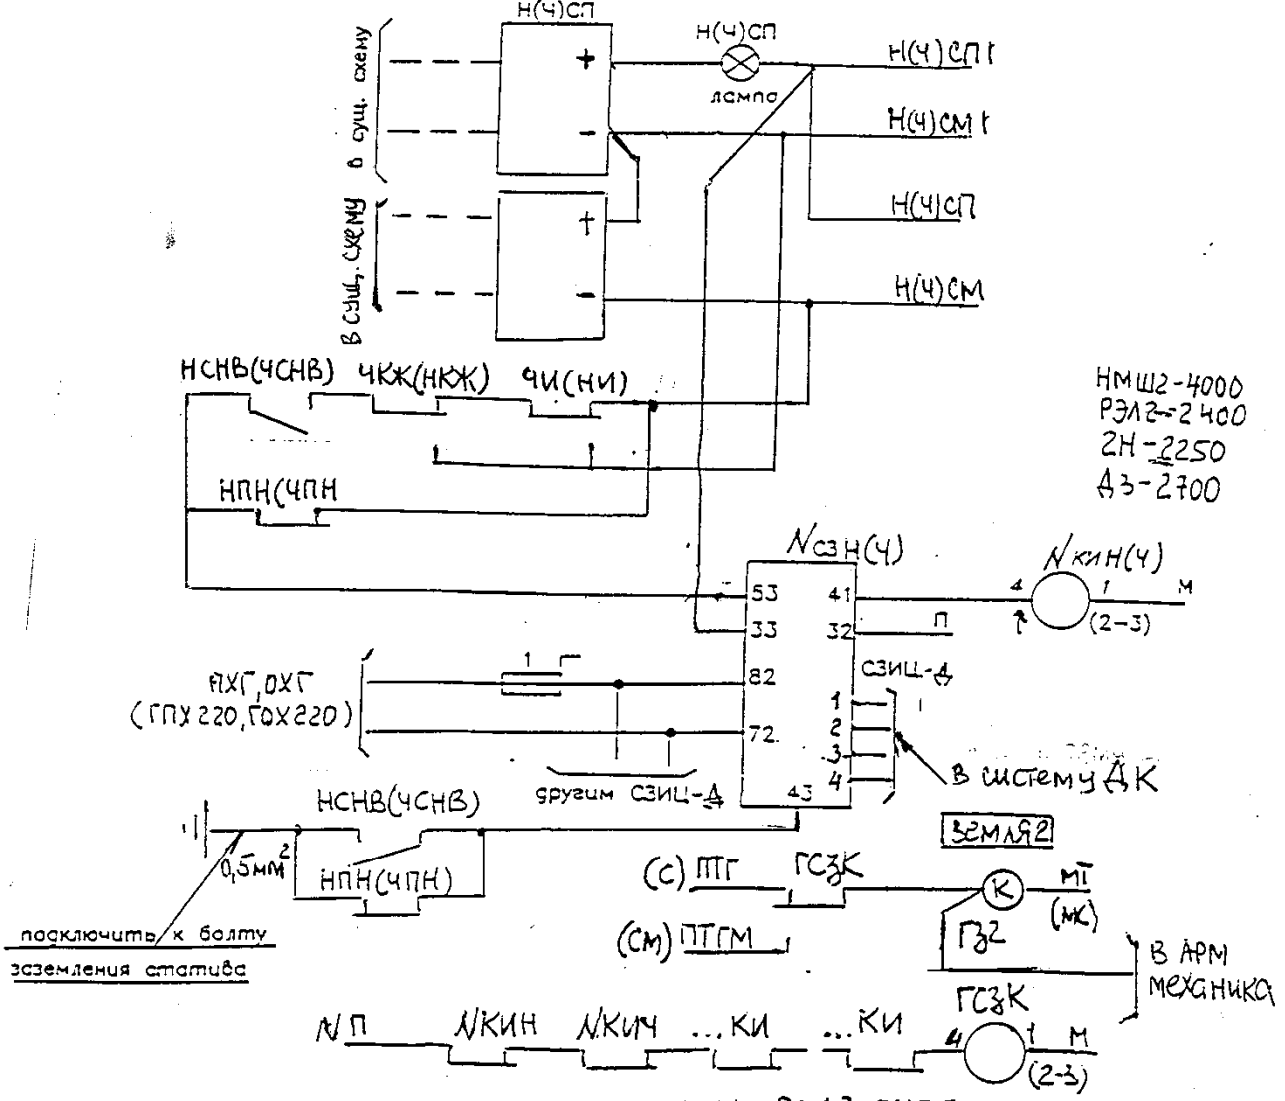 Н(Ч)СП
Н(Ч)СП
лампа
Н(Ч)СП1
Н(Ч)СМ1
Н(Ч)СП
Н(Ч)СМ
в сущ. схему
в сущ. схему
+
-
+
-
НСНВ(ЧСНВ)
ЧКЖ(НКЖ)
ЧИ(НИ)
НПН(ЧПН
НМШ2-4000
РЭЛ2-2400
2Н-2250
ДЗ-2700
NСЗН(Ч)
NКИН(Ч)
53
41
4
1
М
33
32
П
(2-3)
СЗИЦ-Д
ПХГ, ОХГ
(ГПХ220, ГОХ220)
1
82
72
43
1
2
3
4
В систему ДК
другим СЗИЦ-Д
НСНВ(ЧСНВ)
0,5мм²
НПН(ЧПН)
подключить к болту
заземления статива
ЗЕМЛЯ2
(С) ПТГ
ГСЗК
К
МТ
(МК)
ГЗ2
(СМ) ПТГМ
В АРМ
механика
ГСЗК
NП
NКИН
NКИЧ
...КИ
...КИ
4
1
М
(2-3)